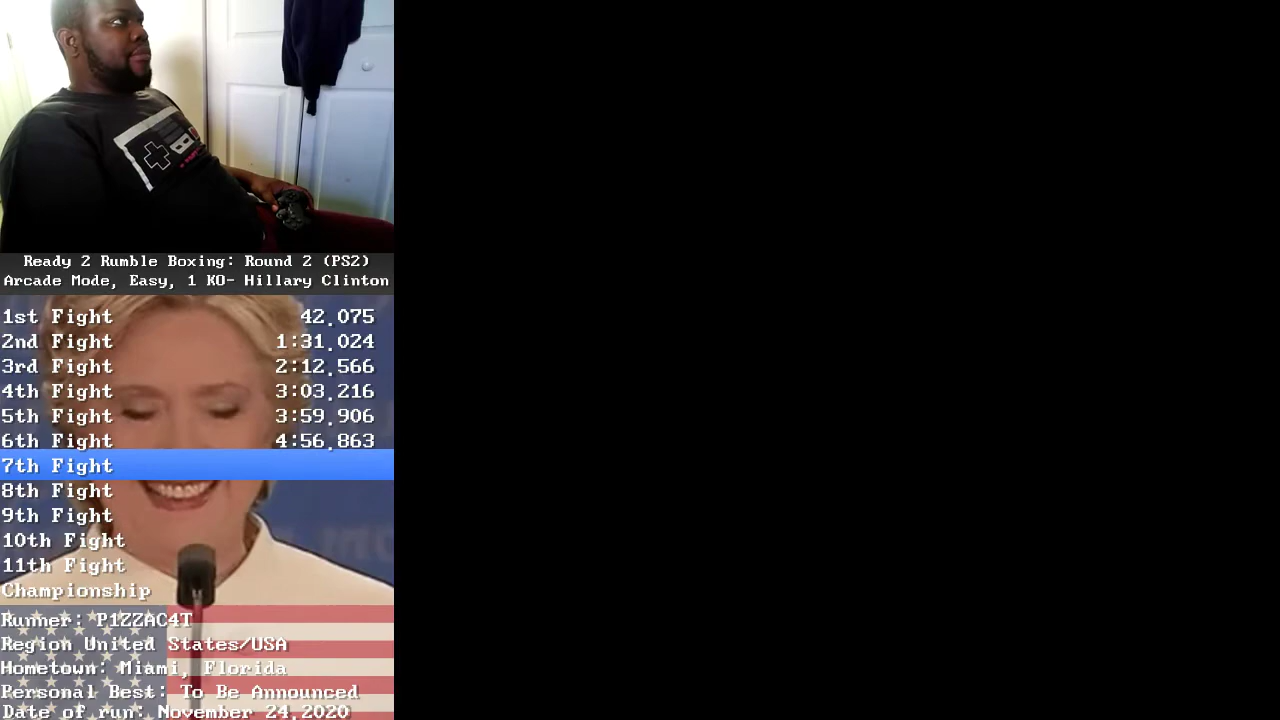 Ready 2 Rumble Boxing: Round 2 (PS2)
Arcade Mode, Easy, 1 KO- Hillary Clinton
1st Fight 42.075
2nd Fight 1:31.024
3rd Fight 2:12.566
4th Fight 3:03.216
5th Fight 3:59.906
6th Fight 4:56.863
7th Fight
8th Fight
9th Fight
10th Fight
11th Fight
Championship
Runner: P1ZZAC4T
Region United States/USA
Hometown: Miami, Florida
Personal Best: To Be Announced
Date of run: November 24,2020